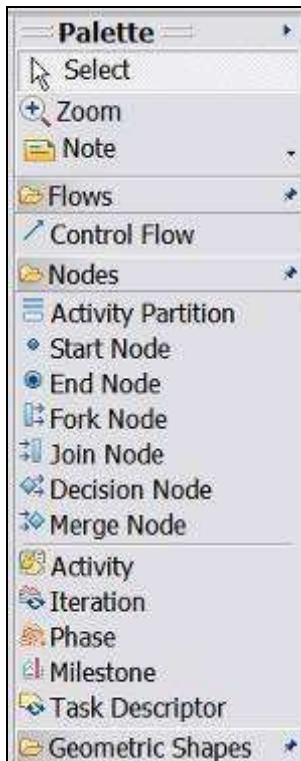 Palette
Select
Zoom
Note
Flows
Control Flow
Nodes
Activity Partition
Start Node
End Node
Fork Node
Join Node
Decision Node
Merge Node
Activity
Iteration
Phase
Milestone
Task Descriptor
Geometric Shapes